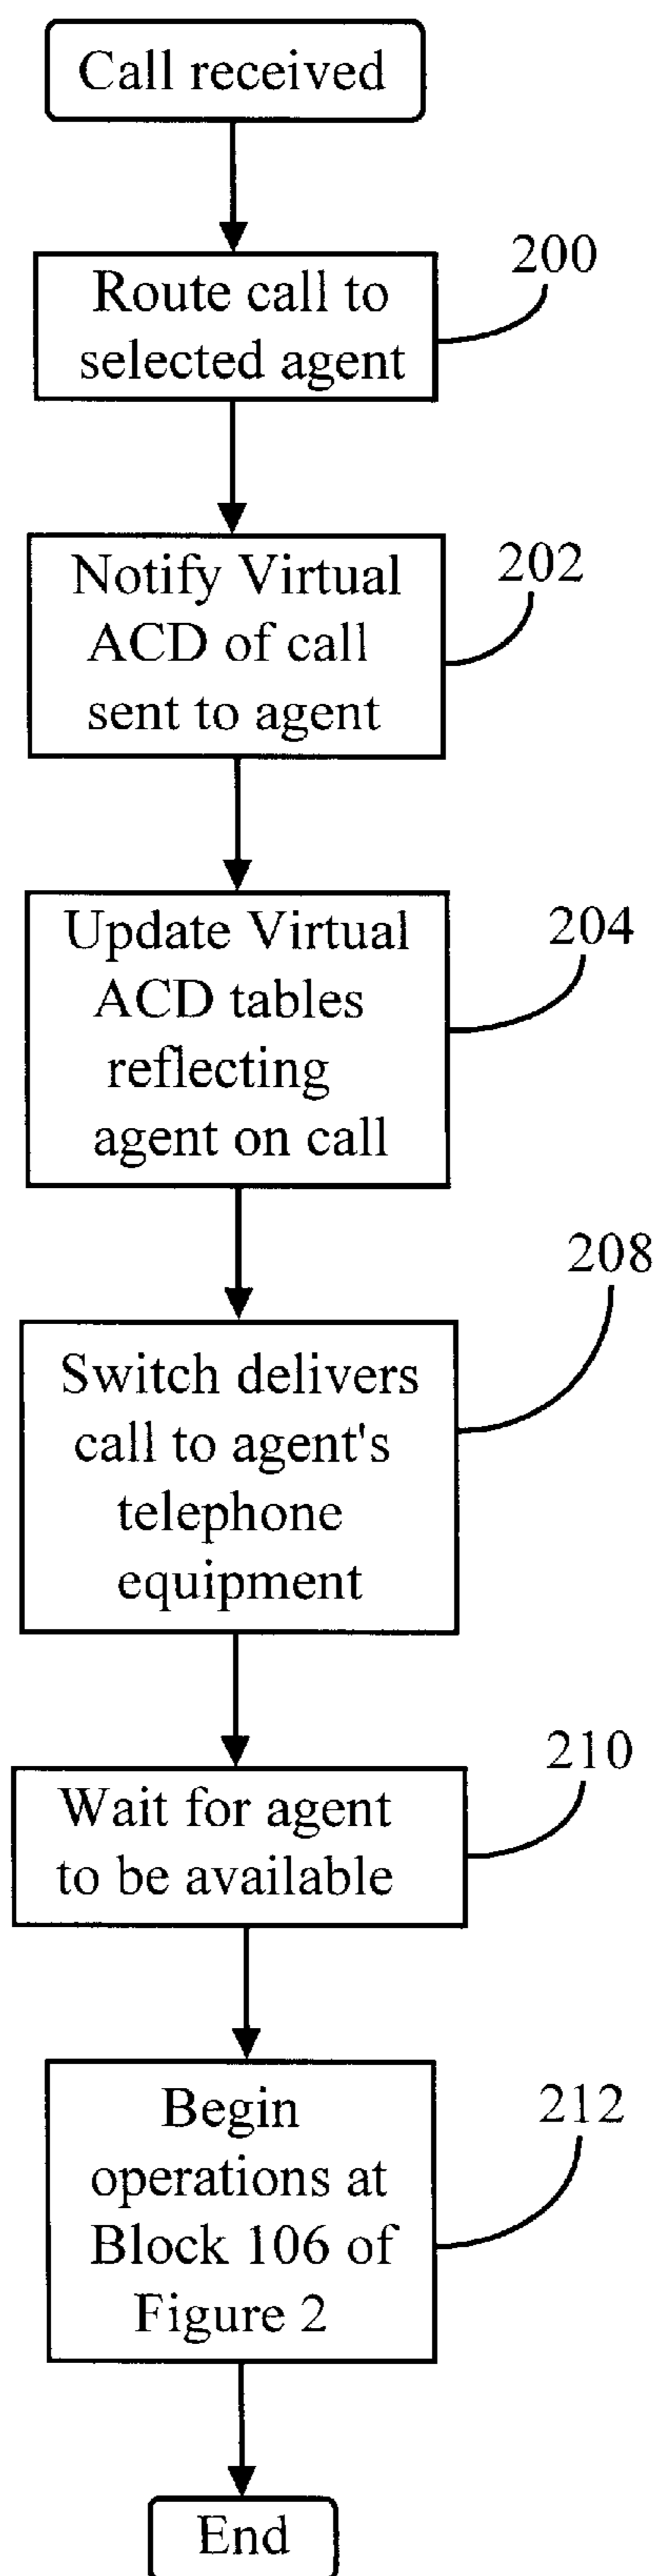 Call received
200
Route call to
selected agent
202
Notify Virtual
ACD of call
sent to agent
204
Update Virtual
ACD tables
reflecting
agent on call
208
Switch delivers
call to agent's
telephone
equipment
210
Wait for agent
to be available
212
Begin
operations at
Block 106 of
Figure 2
End